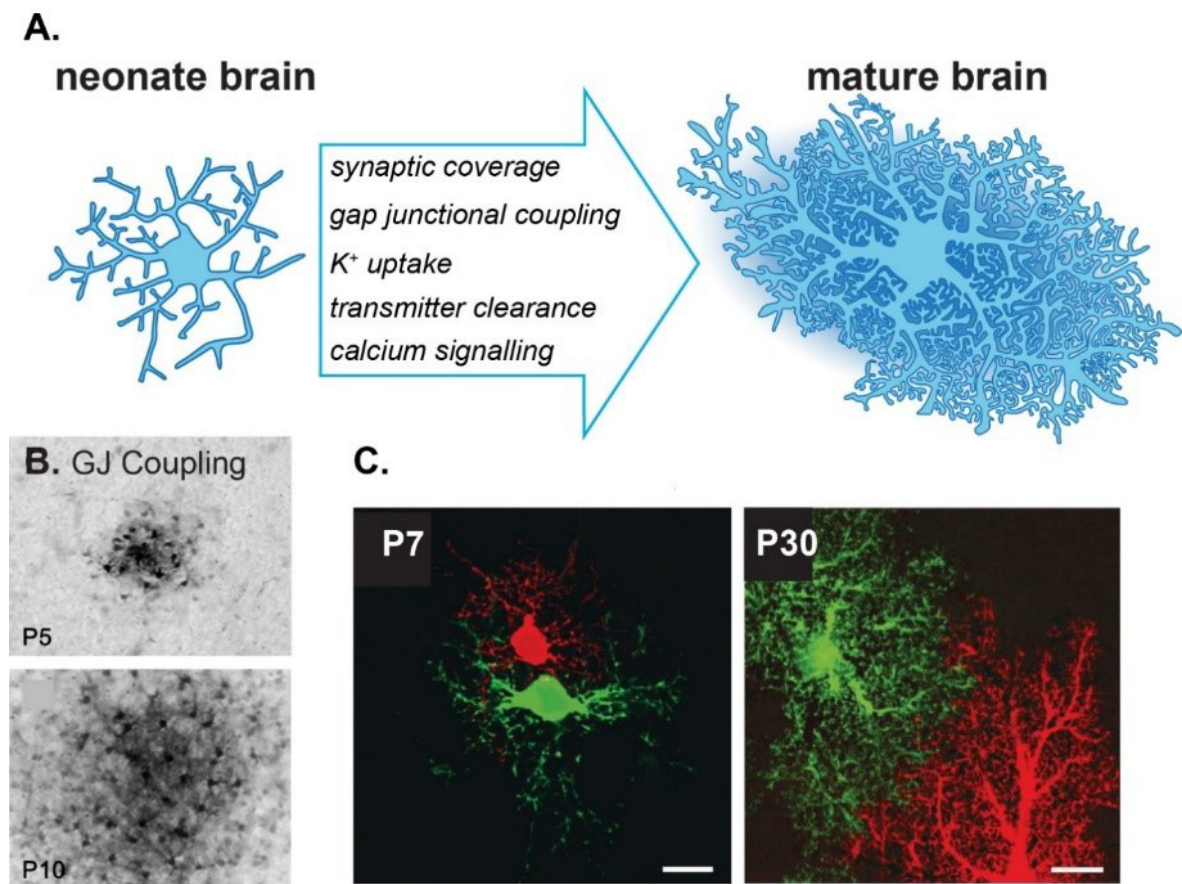 A.
neonate brain
mature brain
synaptic coverage
gap junctional coupling
K⁺ uptake
transmitter clearance
calcium signalling
B. GJ Coupling
P5
P10
C.
P7
P30